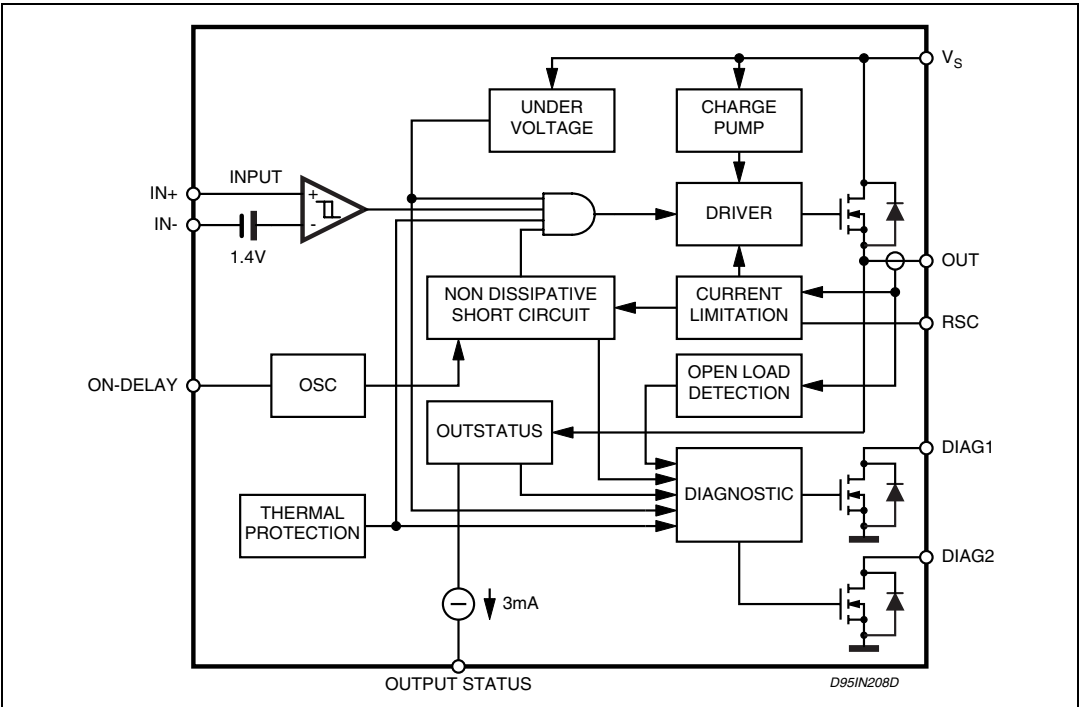 V_S
UNDER
VOLTAGE
CHARGE
PUMP
INPUT
IN+
IN-
+
-
1.4V
DRIVER
OUT
NON DISSIPATIVE
SHORT CIRCUIT
CURRENT
LIMITATION
RSC
ON-DELAY
OSC
OPEN LOAD
DETECTION
OUTSTATUS
DIAG1
DIAGNOSTIC
THERMAL
PROTECTION
DIAG2
3mA
OUTPUT STATUS
D95IN208D